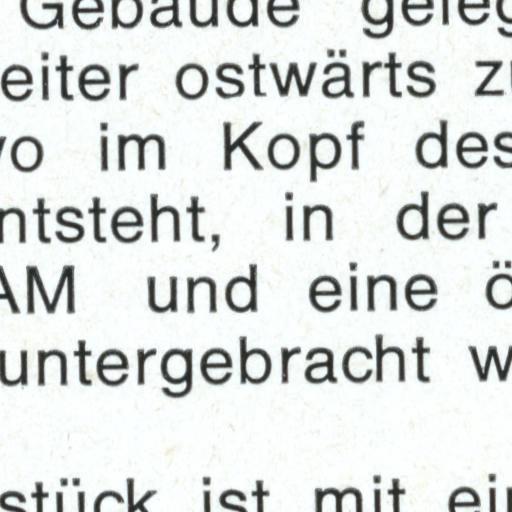 Gebäude geleg
eiter ostwärts zu
vo im Kopf des
ntsteht, in der
AM und eine ö
untergebracht w
stück ist mit ein